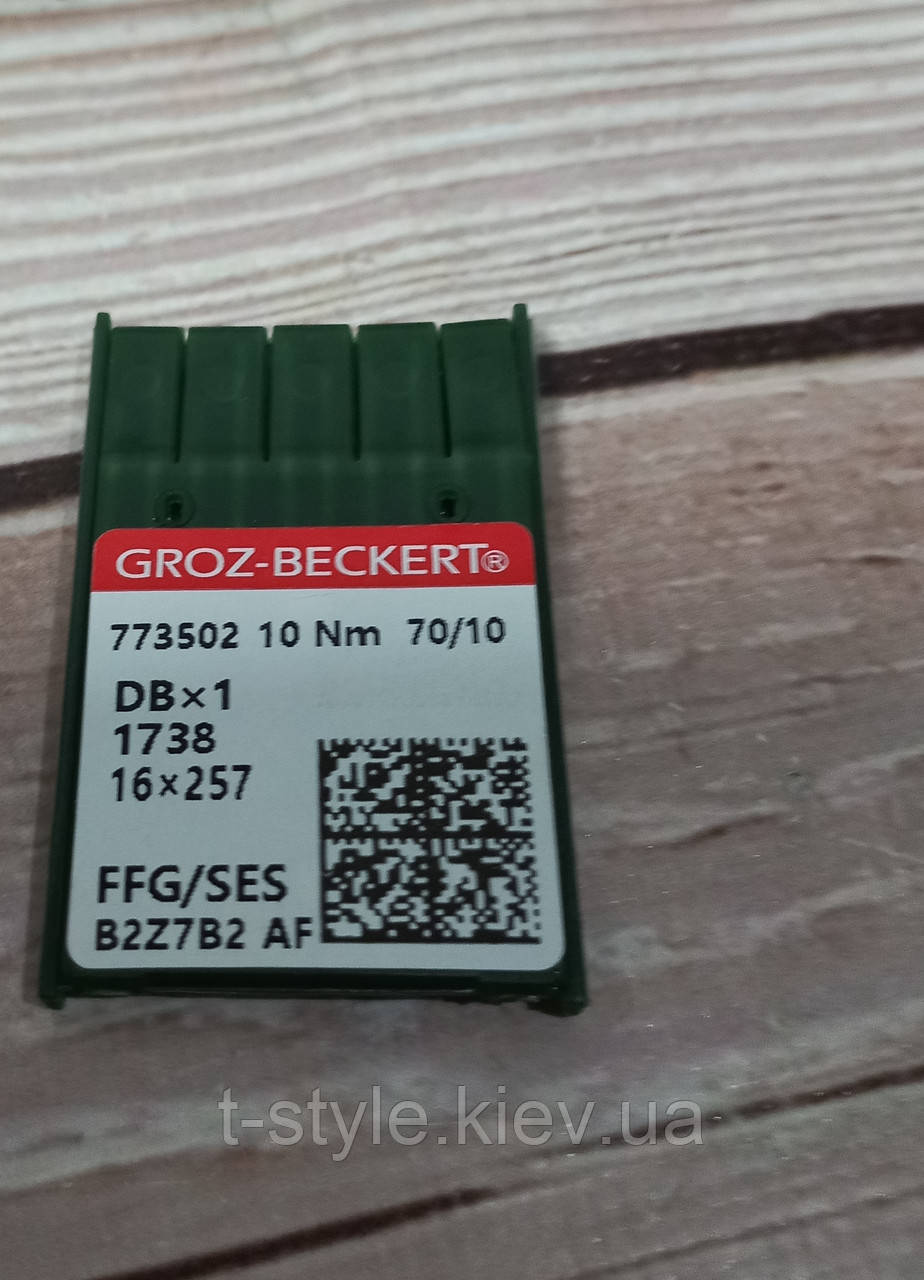 GROZ-BECKERT®
773502 10 Nm 70/10
DB×1
1738
16×257
FFG/SES
B2Z7B2 AF
t-style.kiev.ua